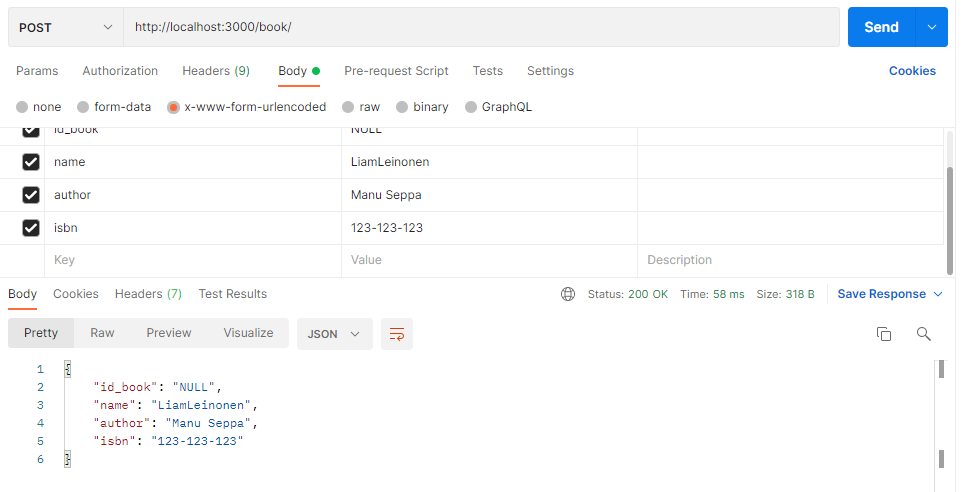 POST http://localhost:3000/book/ Send
Params Authorization Headers (9) Body Pre-request Script Tests Settings Cookies
none form-data x-www-form-urlencoded raw binary GraphQL
id_book NULL
name LiamLeinonen
author Manu Seppa
isbn 123-123-123
Key Value Description
Body Cookies Headers (7) Test Results Status: 200 OK Time: 58 ms Size: 318 B Save Response
Pretty Raw Preview Visualize JSON
1 {
2 "id_book": "NULL",
3 "name": "LiamLeinonen",
4 "author": "Manu Seppa",
5 "isbn": "123-123-123"
6 }